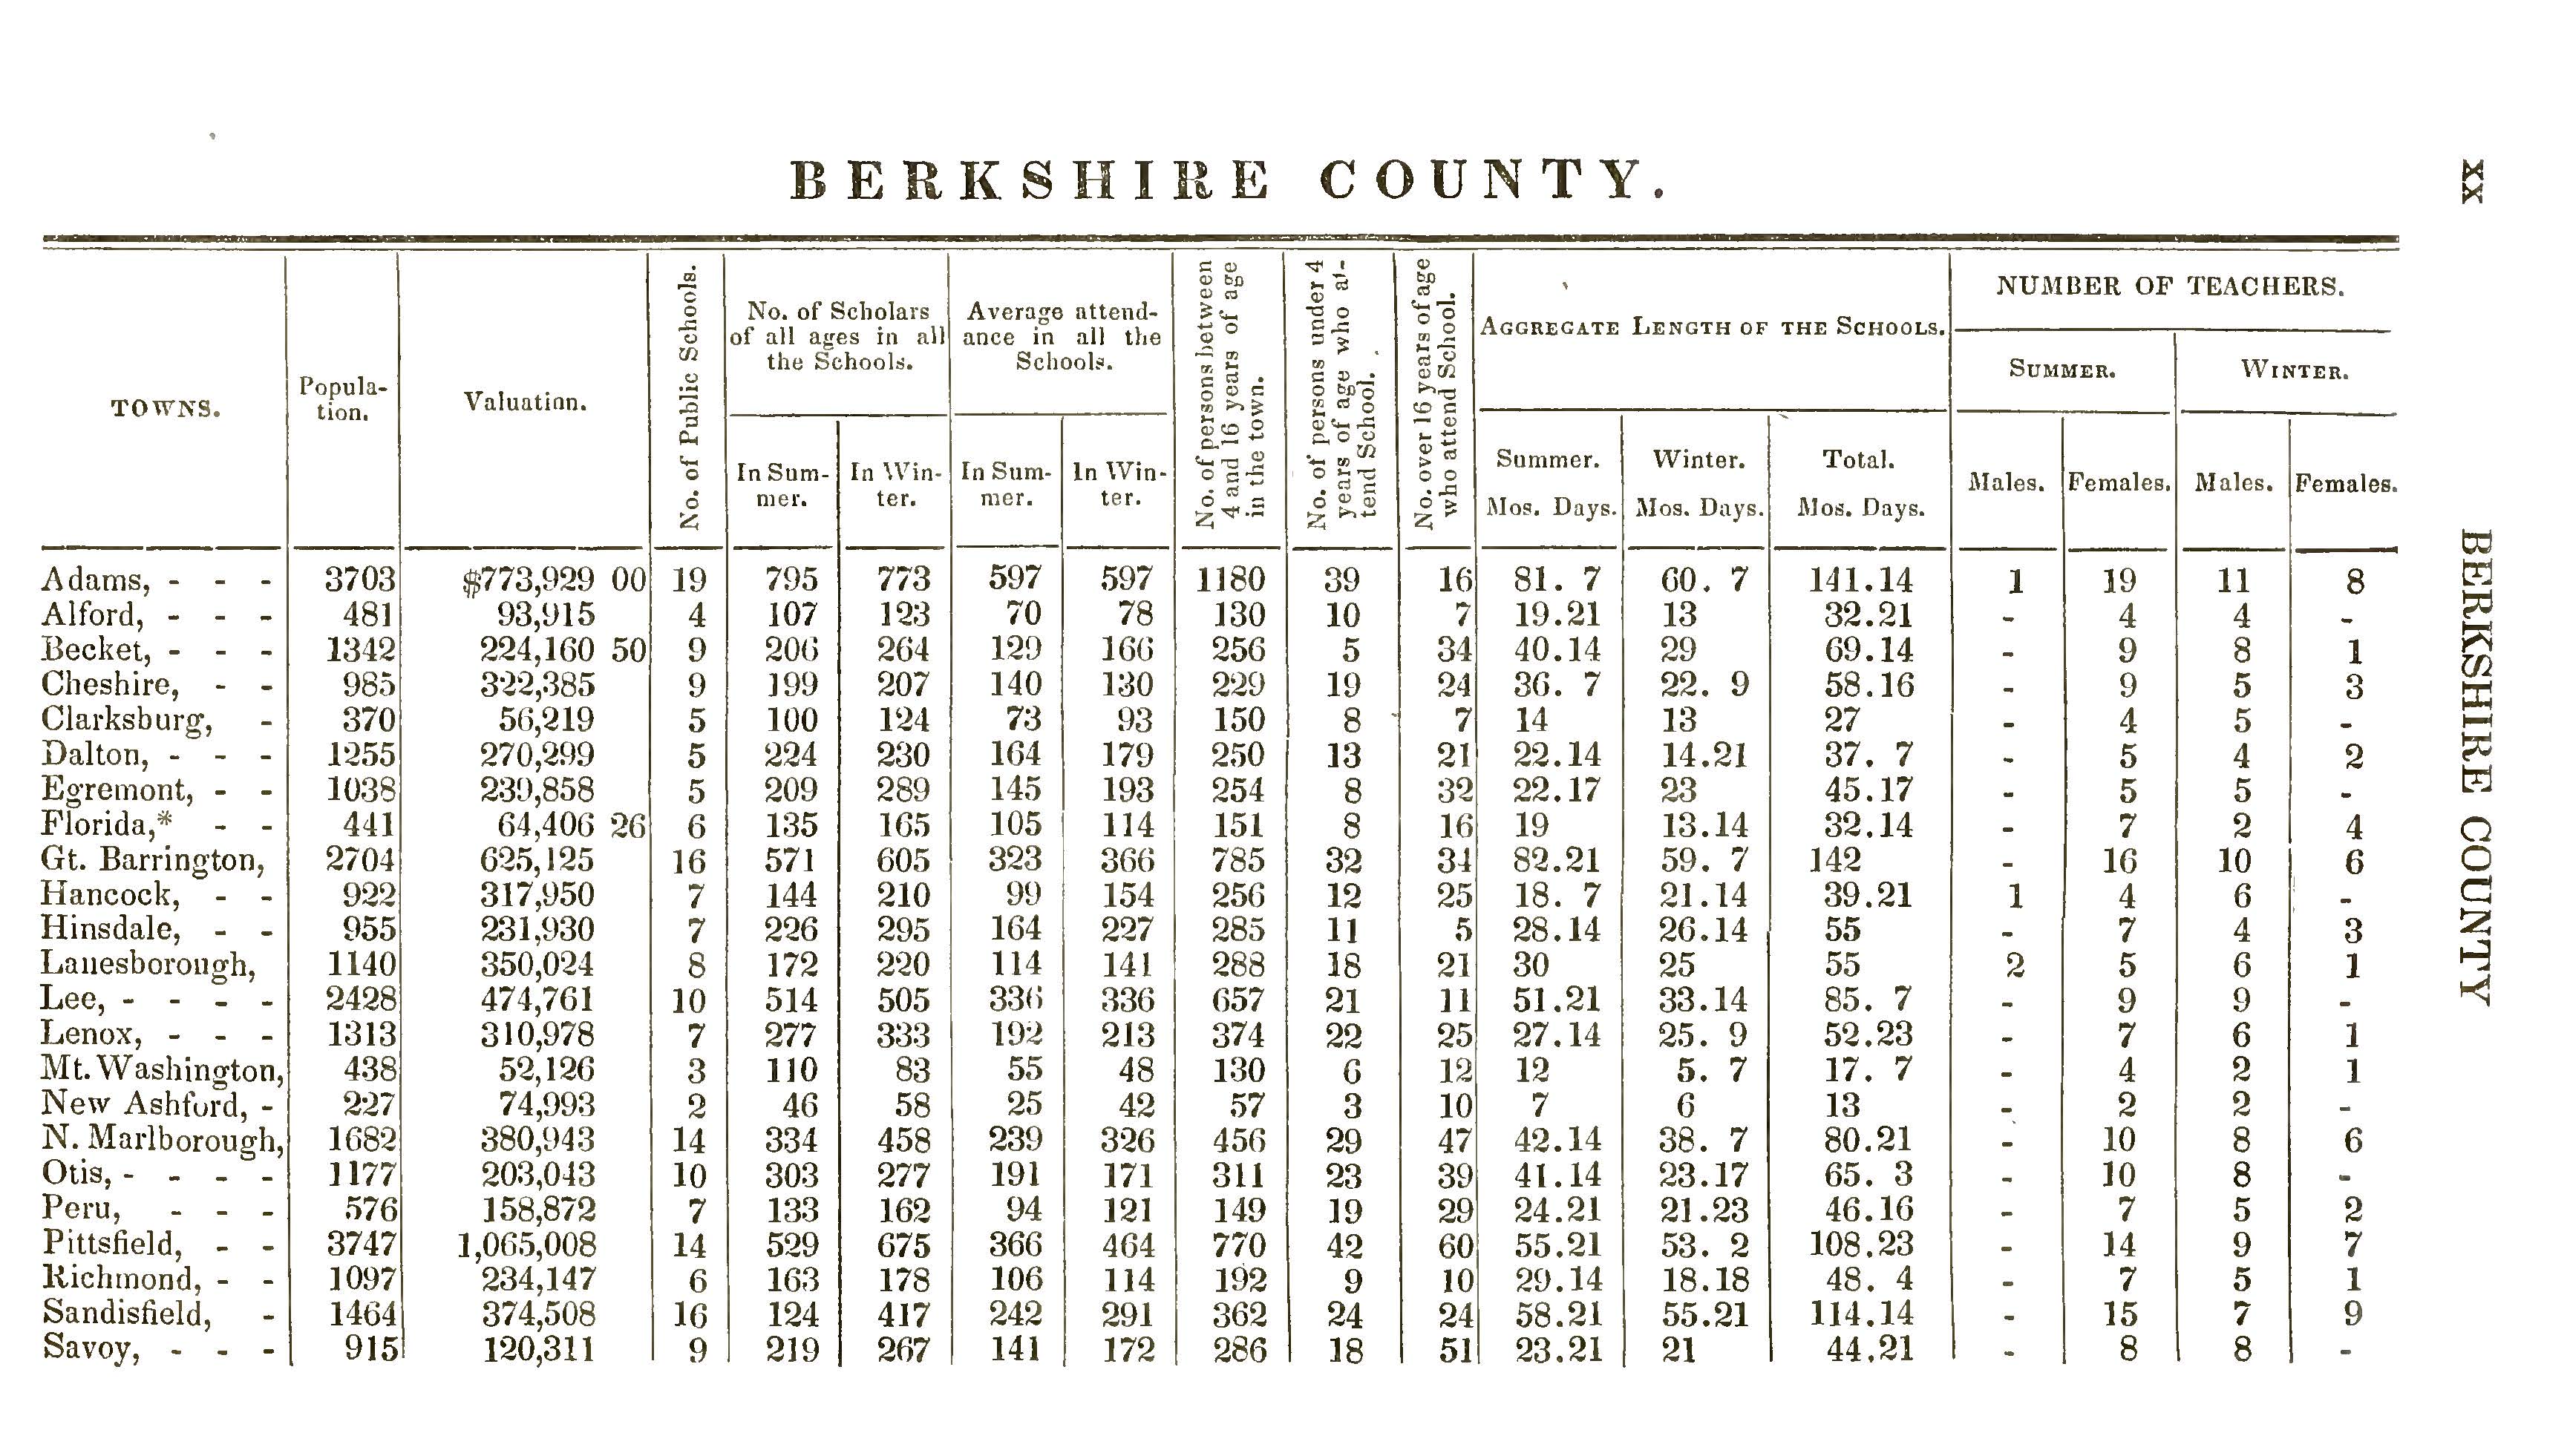 BERKSHIRE COUNTY.
xx
TOWNS.
Popula-
tion.
Valuation.
No. of Public Schools.
No. of Scholars
of all ages in all
the Schools.
In Sum-
mer.
In Win-
ter.
Average attend-
ance in all the
Schools.
In Sum-
mer.
In Win-
ter.
No. of persons between
4 and 16 years of age
in the town.
No. of persons under 4
years of age who at-
tend School.
No. over 16 years of age
who attend School.
AGGREGATE LENGTH OF THE SCHOOLS.
Summer.
Mos. Days.
Winter.
Mos. Days.
Total.
Mos. Days.
NUMBER OF TEACHERS.
SUMMER.
WINTER.
Males.
Females.
Males.
Females.
Adams, - - - 3703 $773,929 00 19 795 773 597 597 1180 39 16 81. 7 60. 7 141.14 1 19 11 8
Alford, - - - 481 93,915 4 107 123 70 78 130 10 7 19.21 13 32.21 - 4 4 -
Becket, - - - 1342 224,160 50 9 206 264 129 166 256 5 34 40.14 29 69.14 - 9 8 1
Cheshire, - - 985 322,385 9 199 207 140 130 229 19 24 36. 7 22. 9 58.16 - 9 5 3
Clarksburg, - 370 56,219 5 100 124 73 93 150 8 7 14 13 27 - 4 5 -
Dalton, - - - 1255 270,299 5 224 230 164 179 250 13 21 22.14 14.21 37. 7 - 5 4 2
Egremont, - - 1038 239,858 5 209 289 145 193 254 8 32 22.17 23 45.17 - 5 5 -
Florida,* - - 441 64,406 26 6 135 165 105 114 151 8 16 19 13.14 32.14 - 7 2 4
Gt. Barrington, 2704 625,125 16 571 605 323 366 785 32 34 82.21 59. 7 142 - 16 10 6
Hancock, - - 922 317,950 7 144 210 99 154 256 12 25 18. 7 21.14 39.21 1 4 6 -
Hinsdale, - - 955 231,930 7 226 295 164 227 285 11 5 28.14 26.14 55 - 7 4 3
Lanesborough, 1140 350,024 8 172 220 114 141 288 18 21 30 25 55 2 5 6 1
Lee, - - - - 2428 474,761 10 514 505 336 336 657 21 11 51.21 33.14 85. 7 - 9 9 -
Lenox, - - - 1313 310,978 7 277 333 192 213 374 22 25 27.14 25. 9 52.23 - 7 6 1
Mt. Washington, 438 52,126 3 110 83 55 48 130 6 12 12 5. 7 17. 7 - 4 2 1
New Ashford, - 227 74,993 2 46 58 25 42 57 3 10 7 6 13 - 2 2 -
N. Marlborough, 1682 380,943 14 334 458 239 326 456 29 47 42.14 38. 7 80.21 - 10 8 6
Otis, - - - - 1177 203,043 10 303 277 191 171 311 23 39 41.14 23.17 65. 3 - 10 8 -
Peru, - - - 576 158,872 7 133 162 94 121 149 19 29 24.21 21.23 46.16 - 7 5 2
Pittsfield, - - 3747 1,065,008 14 529 675 366 464 770 42 60 55.21 53. 2 108.23 - 14 9 7
Richmond, - - 1097 234,147 6 163 178 106 114 192 9 10 29.14 18.18 48. 4 - 7 5 1
Sandisfield, - 1464 374,508 16 124 417 242 291 362 24 24 58.21 55.21 114.14 - 15 7 9
Savoy, - - - 915 120,311 9 219 267 141 172 286 18 51 23.21 21 44.21 - 8 8 -
BERKSHIRE COUNTY